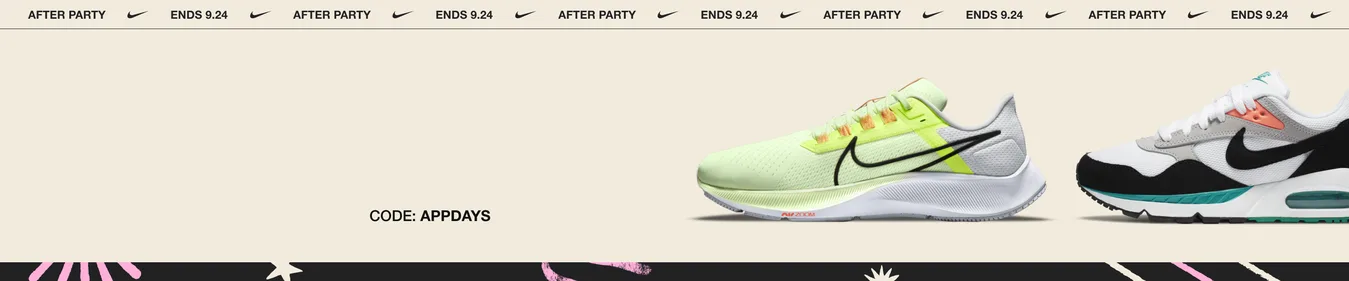 AFTER PARTY ENDS 9.24 AFTER PARTY ENDS 9.24 AFTER PARTY ENDS 9.24 AFTER PARTY ENDS 9.24 AFTER PARTY ENDS 9.24
CODE: APPDAYS
ZOOM